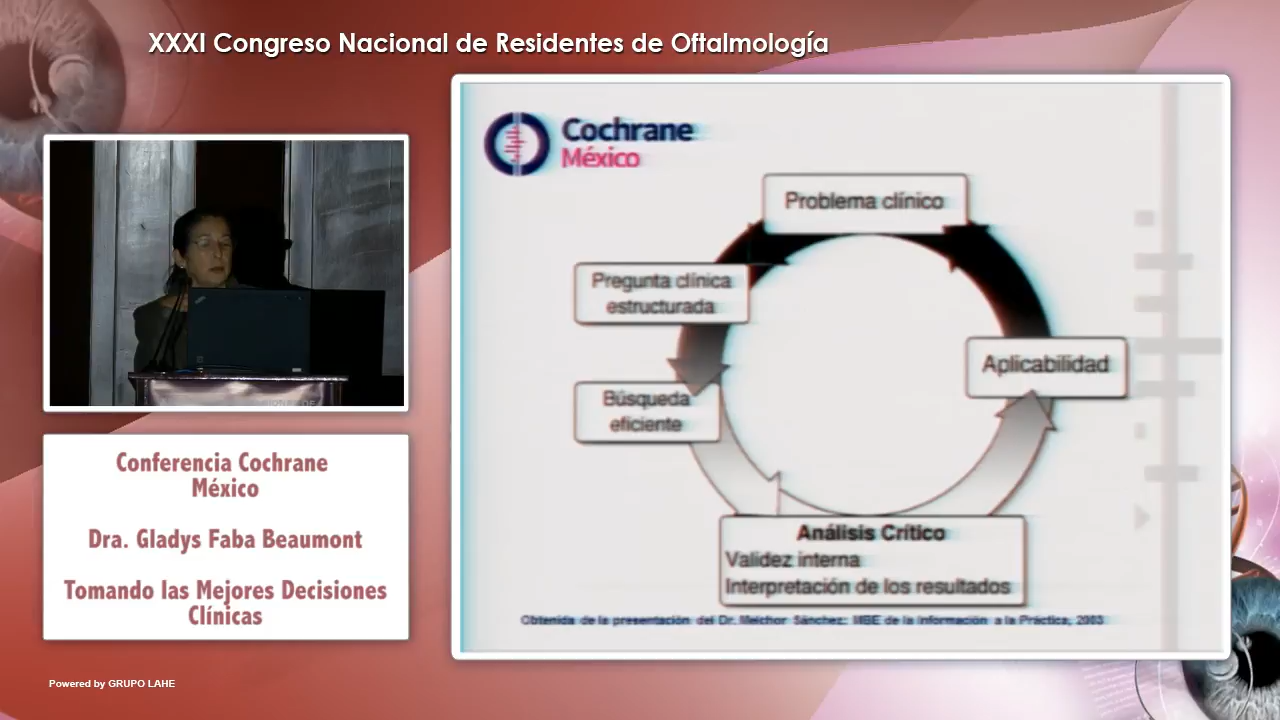 XXXI Congreso Nacional de Residentes de Oftalmología
Conferencia Cochrane
México
Dra. Gladys Faba Beaumont
Tomando las Mejores Decisiones
Clínicas
Powered by GRUPO LAHE
Cochrane
México
Problema clínico
Pregunta clínica
estructurada
Búsqueda
eficiente
Aplicabilidad
Análisis Crítico
Validez interna
Interpretación de los resultados
Obtenida de la presentación del Dr. Melchor Sánchez: MBE de la Información a la Práctica, 2003